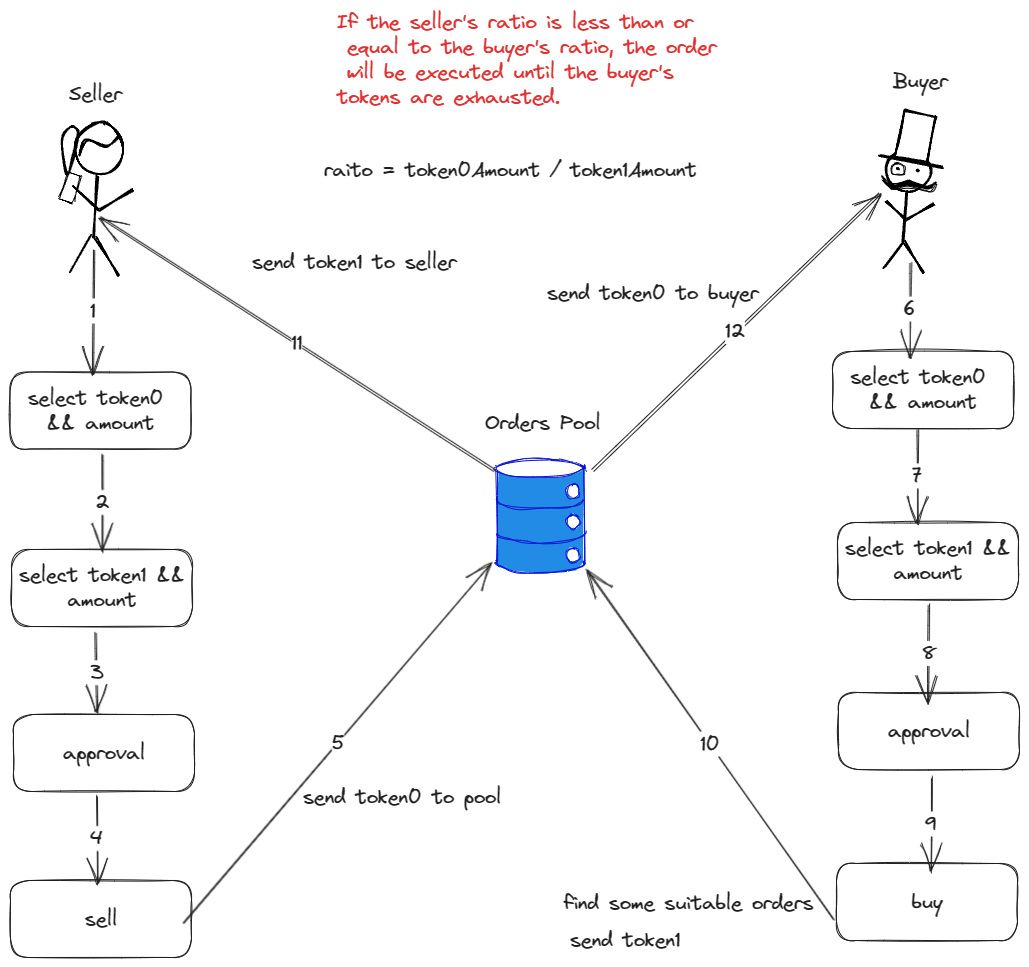 If the seller's ratio is less than or
equal to the buyer's ratio, the order
will be executed until the buyer's
tokens are exhausted.
Seller
Buyer
raito = token0Amount / token1Amount
send token1 to seller
send token0 to buyer
1
6
11
12
select token0
&& amount
select token0
&& amount
Orders Pool
2
7
select token1 &&
amount
select token1 &&
amount
3
8
approval
approval
5
10
send token0 to pool
4
9
sell
buy
find some suitable orders
send token1